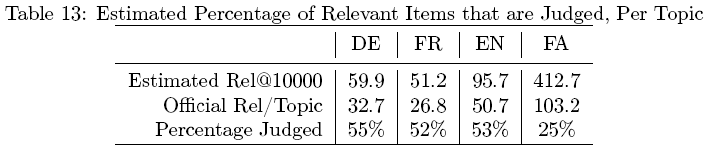 Table 13: Estimated Percentage of Relevant Items that are Judged, Per Topic
DE FR EN FA
Estimated Rel@10000 59.9 51.2 95.7 412.7
Official Rel/Topic 32.7 26.8 50.7 103.2
Percentage Judged 55% 52% 53% 25%